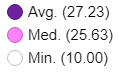 Avg. (27.23)
Med. (25.63)
Min. (10.00)